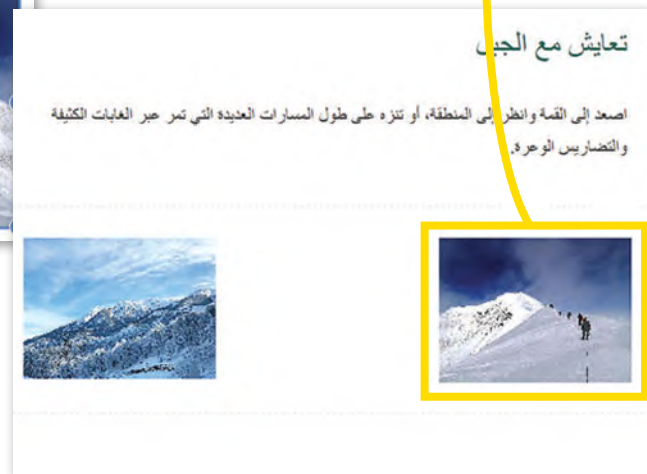 تعايش مع الجبل
اصعد إلى القمة وانظر إلى المنطقة، أو تنزه على طول المسارات العديدة التي تمر عبر الغابات الكثيفة
والتضاريس الوعرة.